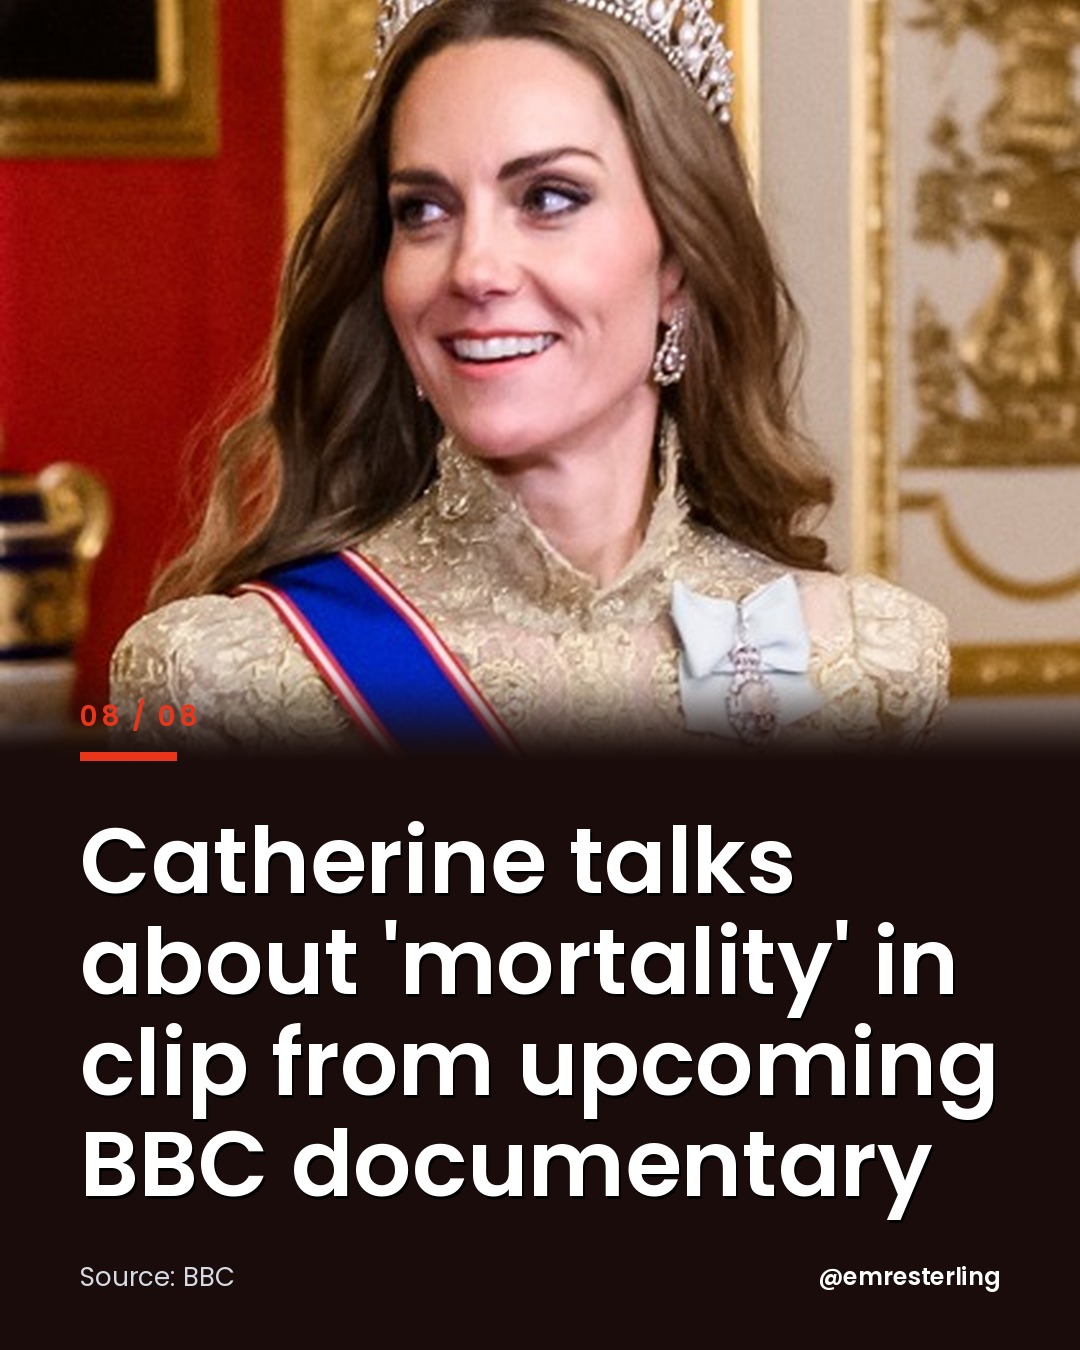 08 / 08
Catherine talks
about 'mortality' in
clip from upcoming
BBC documentary
Source: BBC
@emresterling